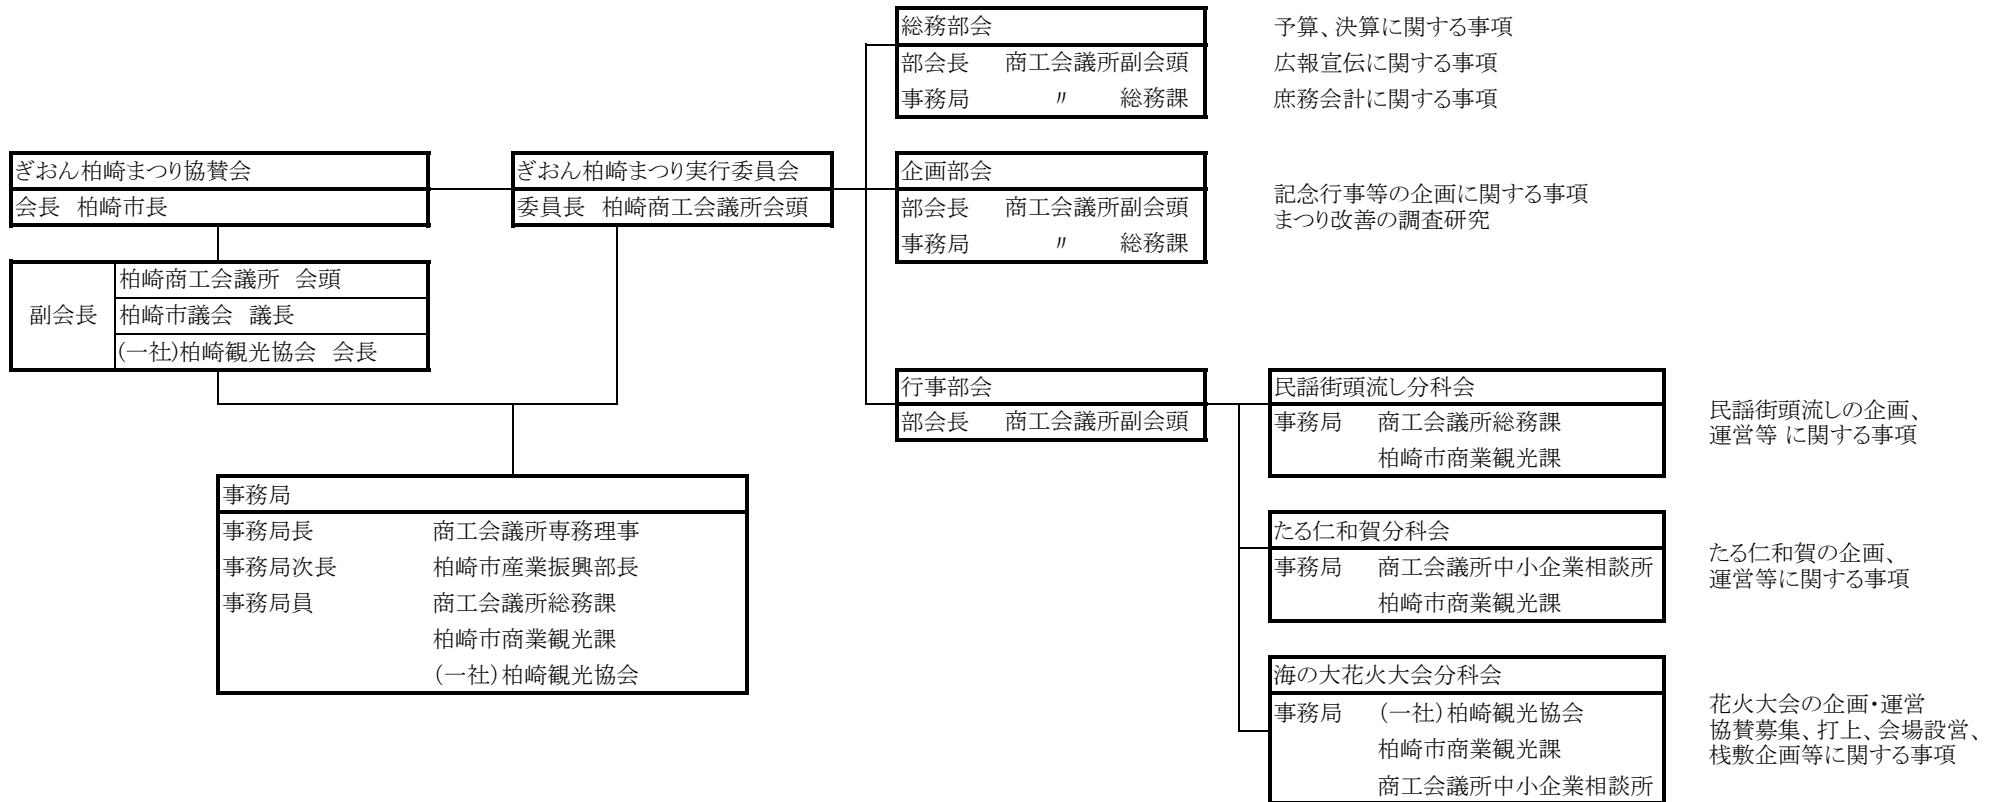 ぎおん柏崎まつり協賛会
会長 柏崎市長
副会長
柏崎商工会議所 会頭
柏崎市議会 議長
(一社)柏崎観光協会 会長
ぎおん柏崎まつり実行委員会
委員長 柏崎商工会議所会頭
事務局
事務局長 商工会議所専務理事
事務局次長 柏崎市産業振興部長
事務局員 商工会議所総務課
柏崎市商業観光課
(一社)柏崎観光協会
総務部会
部会長 商工会議所副会頭
事務局 〃 総務課
予算、決算に関する事項
広報宣伝に関する事項
庶務会計に関する事項
企画部会
部会長 商工会議所副会頭
事務局 〃 総務課
記念行事等の企画に関する事項
まつり改善の調査研究
行事部会
部会長 商工会議所副会頭
民謡街頭流し分科会
事務局 商工会議所総務課
柏崎市商業観光課
民謡街頭流しの企画、
運営等 に関する事項
たる仁和賀分科会
事務局 商工会議所中小企業相談所
柏崎市商業観光課
たる仁和賀の企画、
運営等に関する事項
海の大花火大会分科会
事務局 (一社)柏崎観光協会
柏崎市商業観光課
商工会議所中小企業相談所
花火大会の企画・運営
協賛募集、打上、会場設営、
桟敷企画等に関する事項